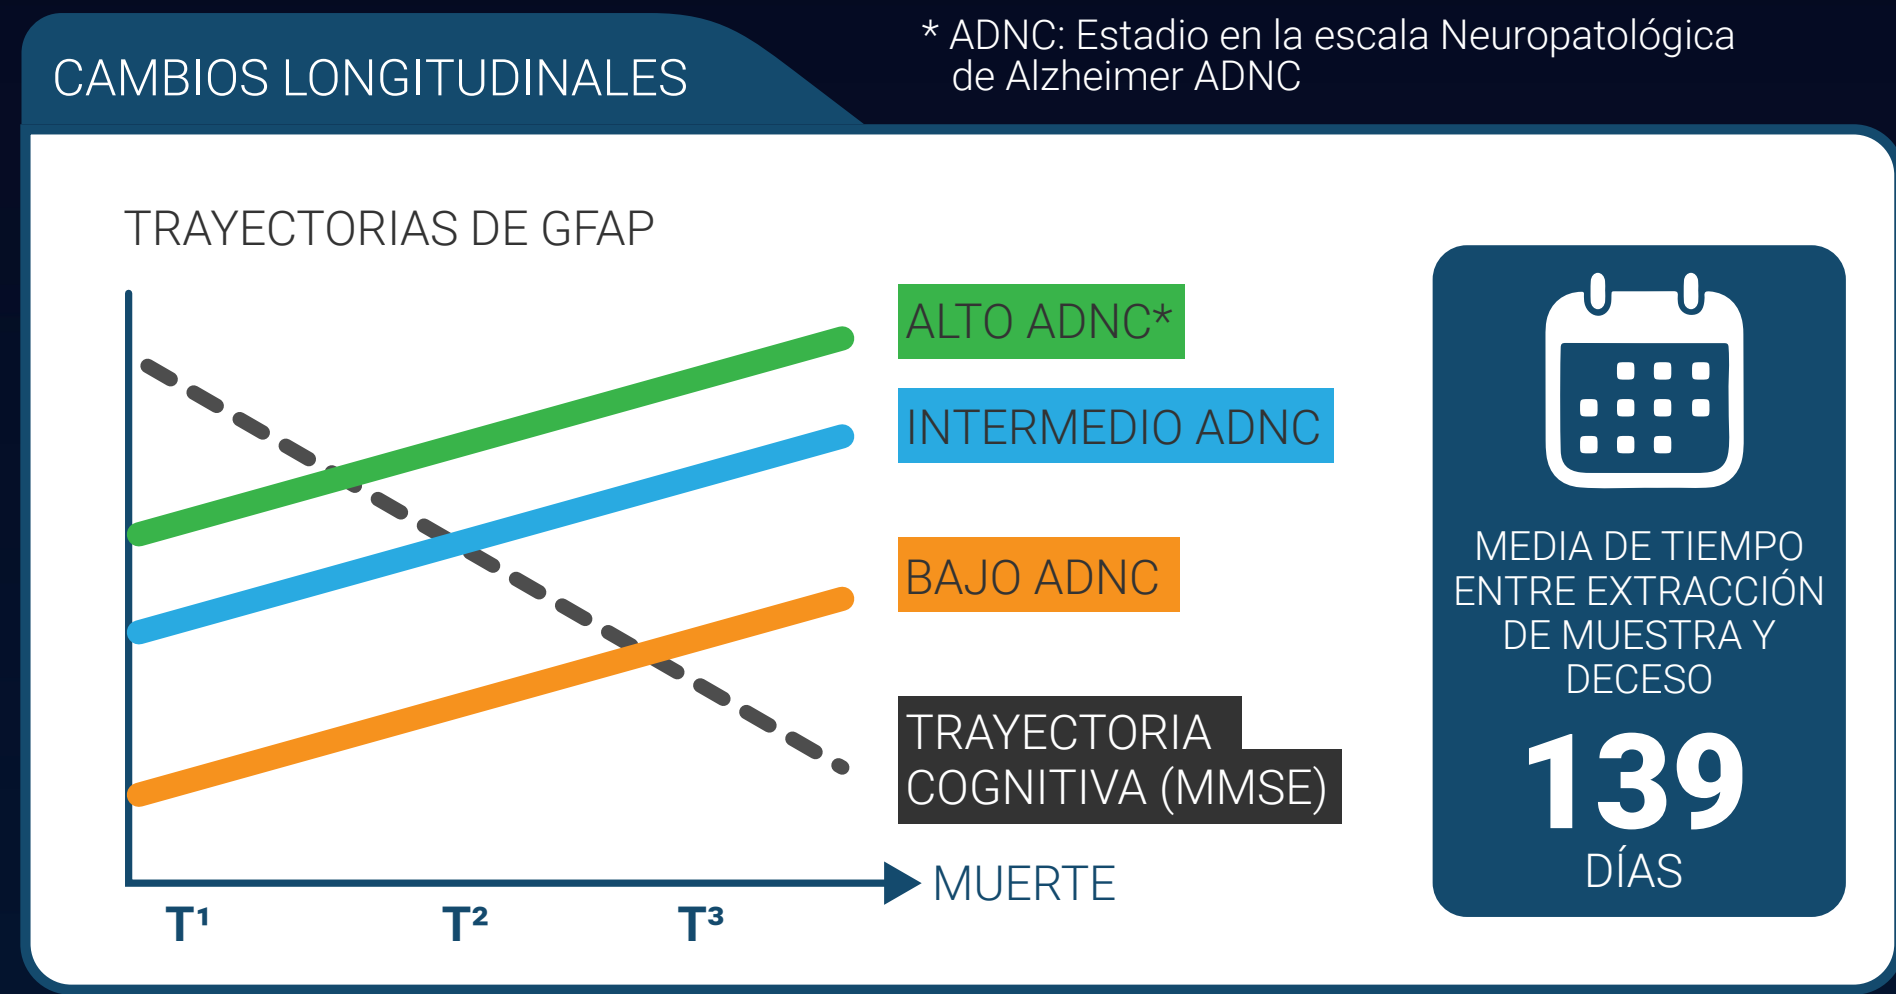 CAMBIOS LONGITUDINALES
* ADNC: Estadio en la escala Neuropatológica
de Alzheimer ADNC
TRAYECTORIAS DE GFAP
ALTO ADNC*
INTERMEDIO ADNC
BAJO ADNC
TRAYECTORIA
COGNITIVA (MMSE)
MUERTE
T¹ T² T³
MEDIA DE TIEMPO
ENTRE EXTRACCIÓN
DE MUESTRA Y
DECESO
139
DÍAS